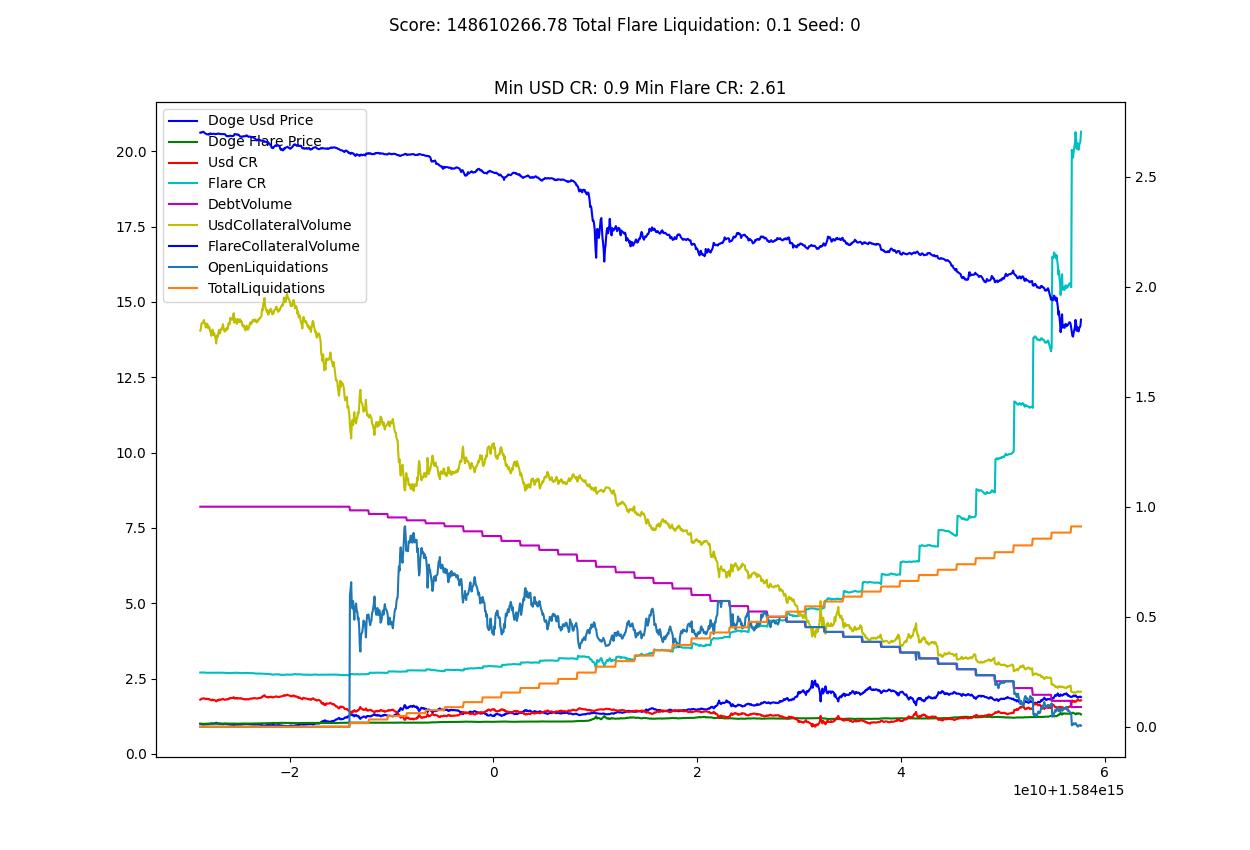 Score: 148610266.78 Total Flare Liquidation: 0.1 Seed: 0
Min USD CR: 0.9 Min Flare CR: 2.61
Doge Usd Price
Doge Flare Price
Usd CR
Flare CR
DebtVolume
UsdCollateralVolume
FlareCollateralVolume
OpenLiquidations
TotalLiquidations
20.0
17.5
15.0
12.5
10.0
7.5
5.0
2.5
0.0
2.5
2.0
1.5
1.0
0.5
0.0
−2
0
2
4
6
1e10+1.584e15